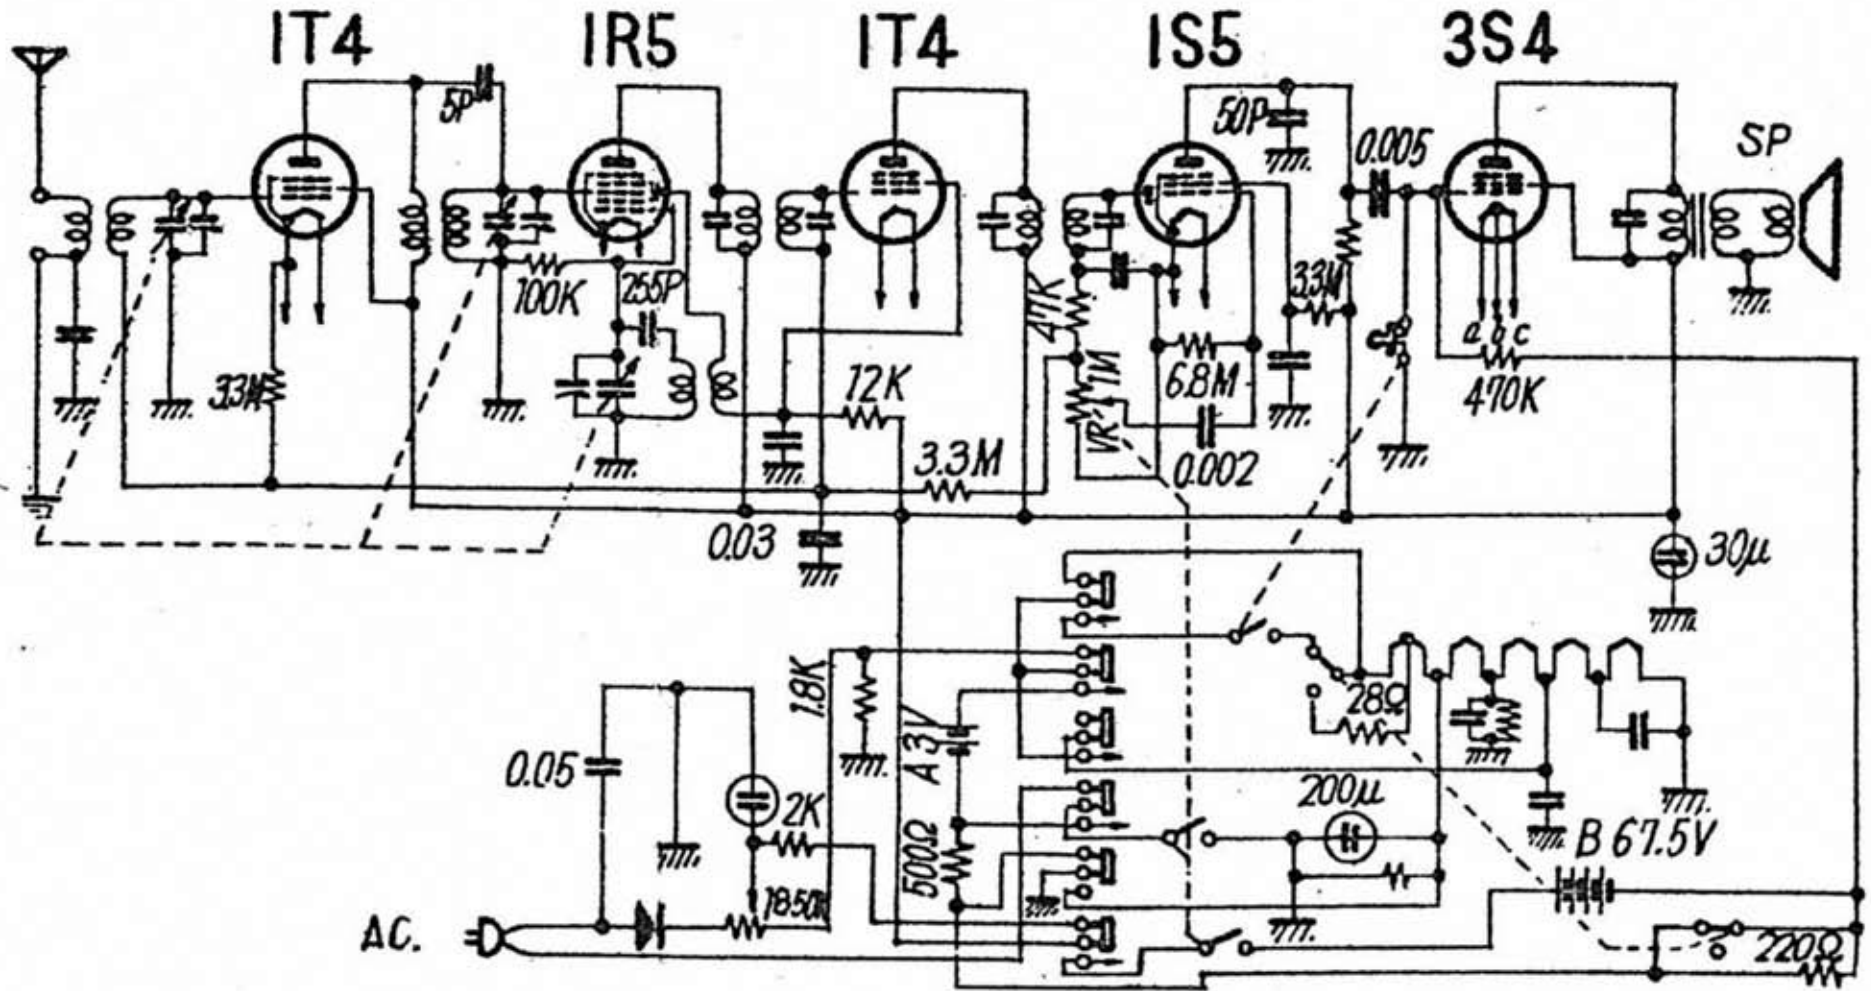 1T4
1R5
1T4
1S5
3S4
5P
50P
0.005
SP
100K
255P
47K
3.3M
a b c
3.3M
12K
VR 1M
6.8M
470K
3.3M
0.002
0.03
30μ
1.8K
28Ω
A 3V
0.05
2K
200μ
500Ω
B 67.5V
AC.
220Ω